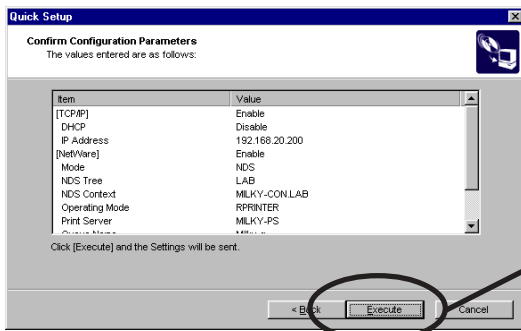 Quick Setup
Confirm Configuration Parameters
The values entered are as follows:
Item Value
[TCP/IP] Enable
DHCP Disable
IP Address 192.168.20.200
[NetWare] Enable
Mode NDS
NDS Tree LAB
NDS Context MILKY-CON.LAB
Operating Mode RPRINTER
Print Server MILKY-PS
Click [Execute] and the Settings will be sent.
< Back Execute Cancel